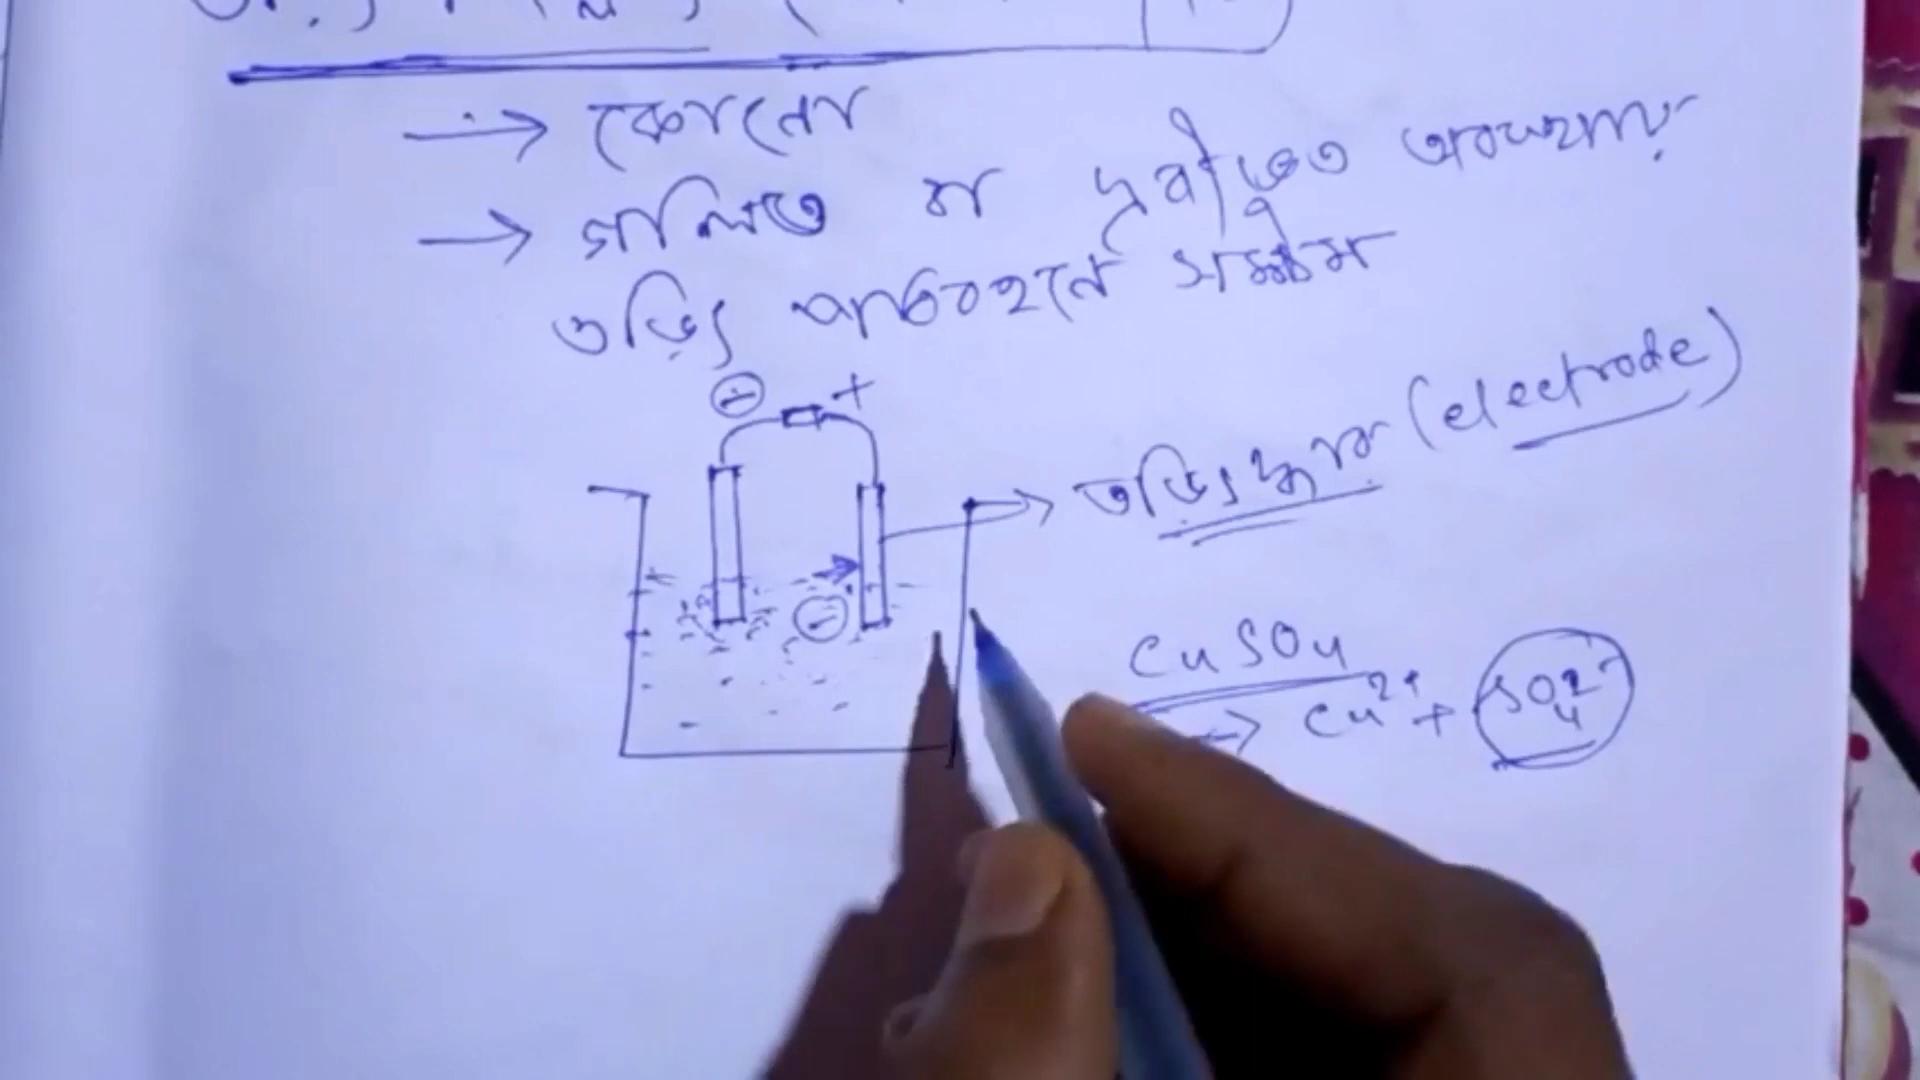 → কোনো
→ গলিত বা দ্রবীভূত অবস্থায়
তড়িৎ পরিবহনে সক্ষম
⊖ +
তড়িৎদ্বার (electrode)
⊖
CuSO4
→ Cu²⁺ + SO₄²⁻